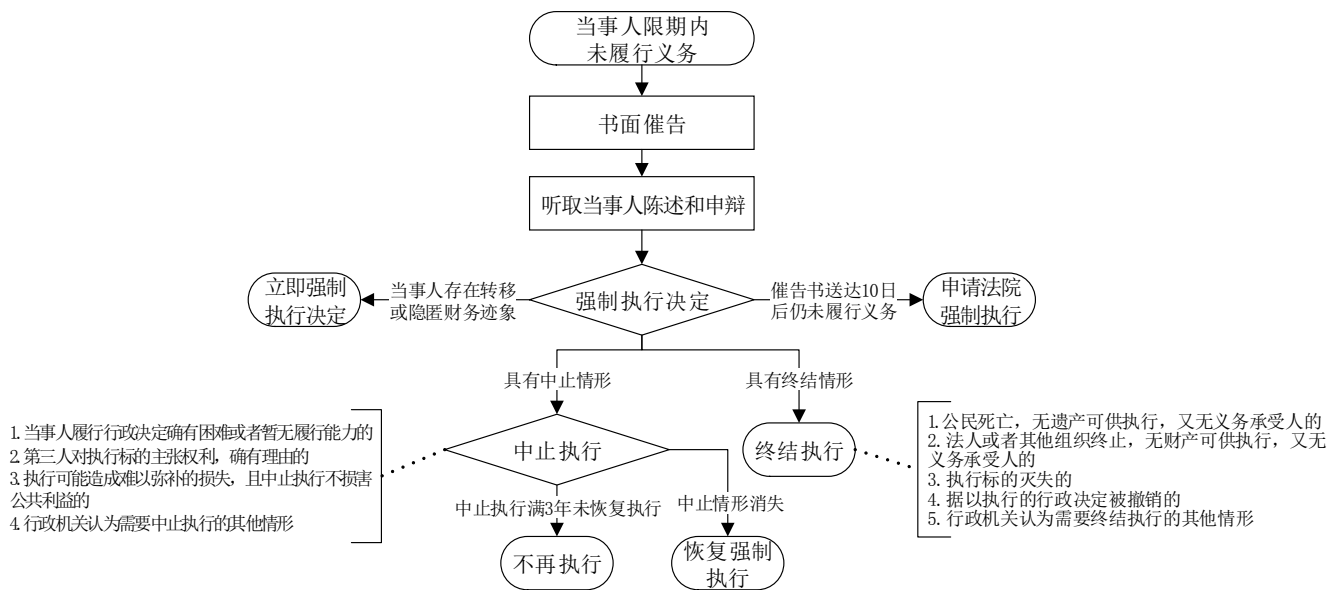 当事人限期内
未履行义务
书面催告
听取当事人陈述和申辩
立即强制
执行决定
当事人存在转移
或隐匿财务迹象
强制执行决定
催告书送达10日
后仍未履行义务
申请法院
强制执行
具有中止情形
具有终结情形
1.当事人履行行政决定确有困难或者暂无履行能力的
2.第三人对执行标的主张权利，确有理由的
3.执行可能造成难以弥补的损失，且中止执行不损害
公共利益的
4.行政机关认为需要中止执行的其他情形
中止执行
终结执行
1.公民死亡，无遗产可供执行，又无义务承受人的
2.法人或者其他组织终止，无财产可供执行，又无
义务承受人的
3.执行标的灭失的
4.据以执行的行政决定被撤销的
5.行政机关认为需要终结执行的其他情形
中止执行满3年未恢复执行
中止情形消失
不再执行
恢复强制
执行